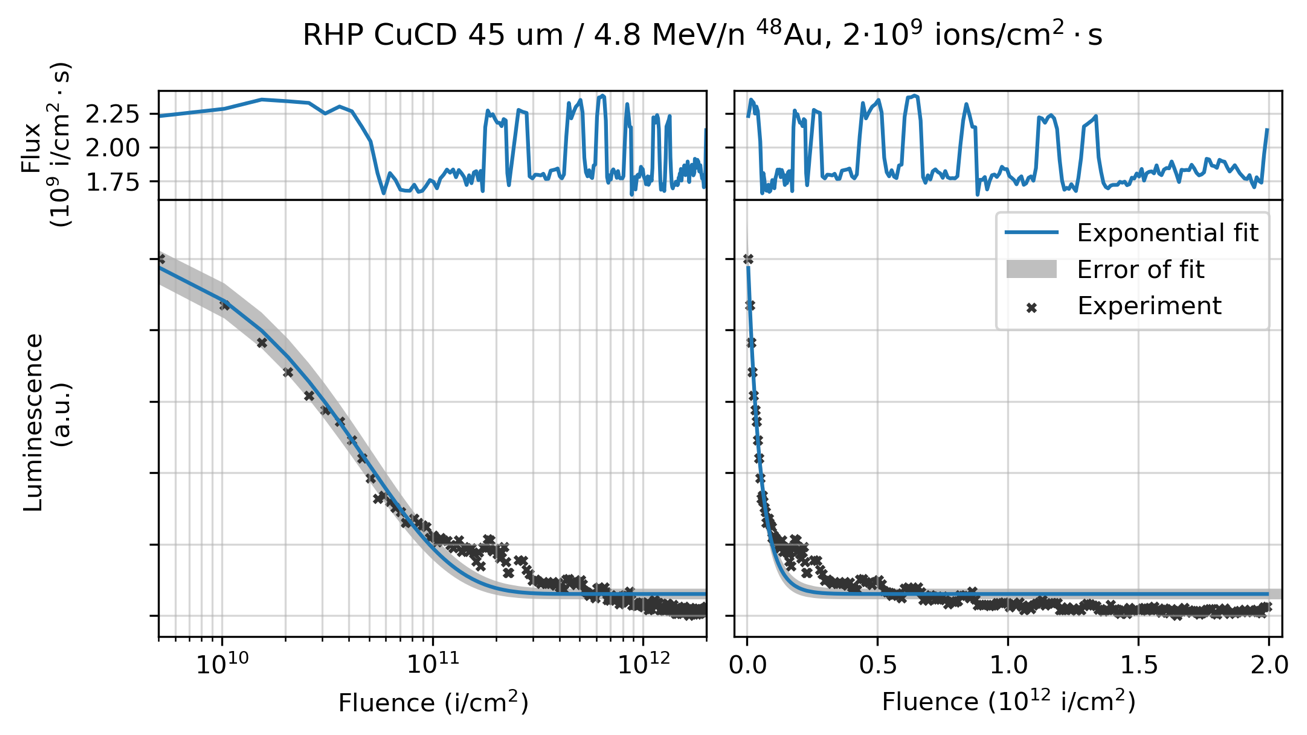 RHP CuCD 45 um / 4.8 MeV/n ⁴⁸Au, 2·10⁹ ions/cm² · s
Flux
(10⁹ i/cm² · s)
2.25
2.00
1.75
Luminescence
(a.u.)
Exponential fit
Error of fit
Experiment
10¹⁰
10¹¹
10¹²
0.0
0.5
1.0
1.5
2.0
Fluence (i/cm²)
Fluence (10¹² i/cm²)